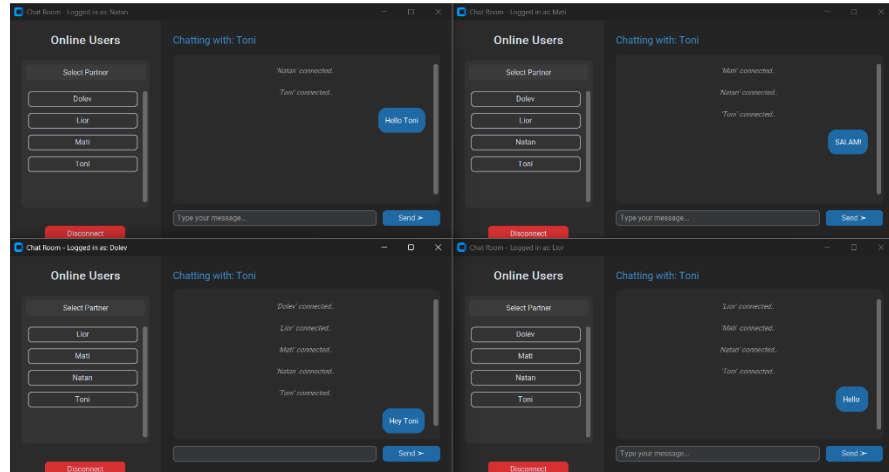 Chat Room - Logged in as: Natan
Online Users
Select Partner
Dolev
Lior
Mati
Toni
Disconnect
Chatting with: Toni
'Natan' connected..
'Toni' connected..
Hello Toni
Type your message...
Send ➢
Chat Room - Logged in as: Mati
Online Users
Select Partner
Dolev
Lior
Natan
Toni
Disconnect
Chatting with: Toni
'Mati' connected..
'Natan' connected..
'Toni' connected..
SALAM!
Type your message...
Send ➢
Chat Room - Logged in as: Dolev
Online Users
Select Partner
Lior
Mati
Natan
Toni
Disconnect
Chatting with: Toni
'Dolev' connected..
'Lior' connected..
'Mati' connected..
'Natan' connected..
'Toni' connected..
Hey Toni
Send ➢
Chat Room - Logged in as: Lior
Online Users
Select Partner
Dolev
Mati
Natan
Toni
Disconnect
Chatting with: Toni
'Lior' connected..
'Mati' connected..
'Natan' connected..
'Toni' connected..
Hello
Type your message...
Send ➢